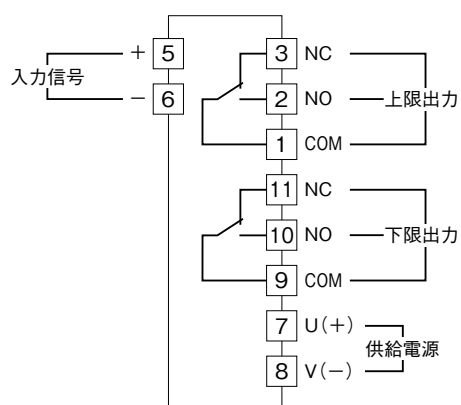 入力信号
+ 5
− 6
3 NC
2 NO 上限出力
1 COM
11 NC
10 NO 下限出力
9 COM
7 U(+)
供給電源
8 V(−)